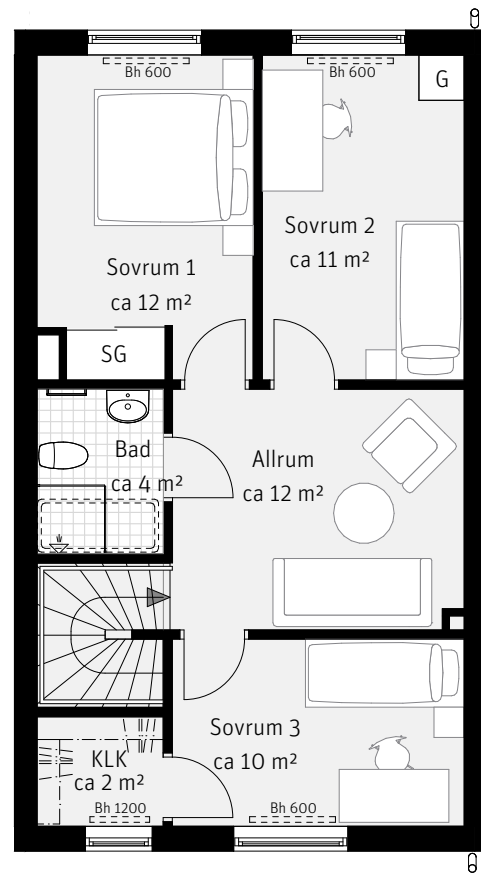 Bh 600
Bh 600
G
Sovrum 2
ca 11 m²
Sovrum 1
ca 12 m²
SG
Bad
ca 4 m²
Allrum
ca 12 m²
Sovrum 3
ca 10 m²
KLK
ca 2 m²
Bh 1200
Bh 600